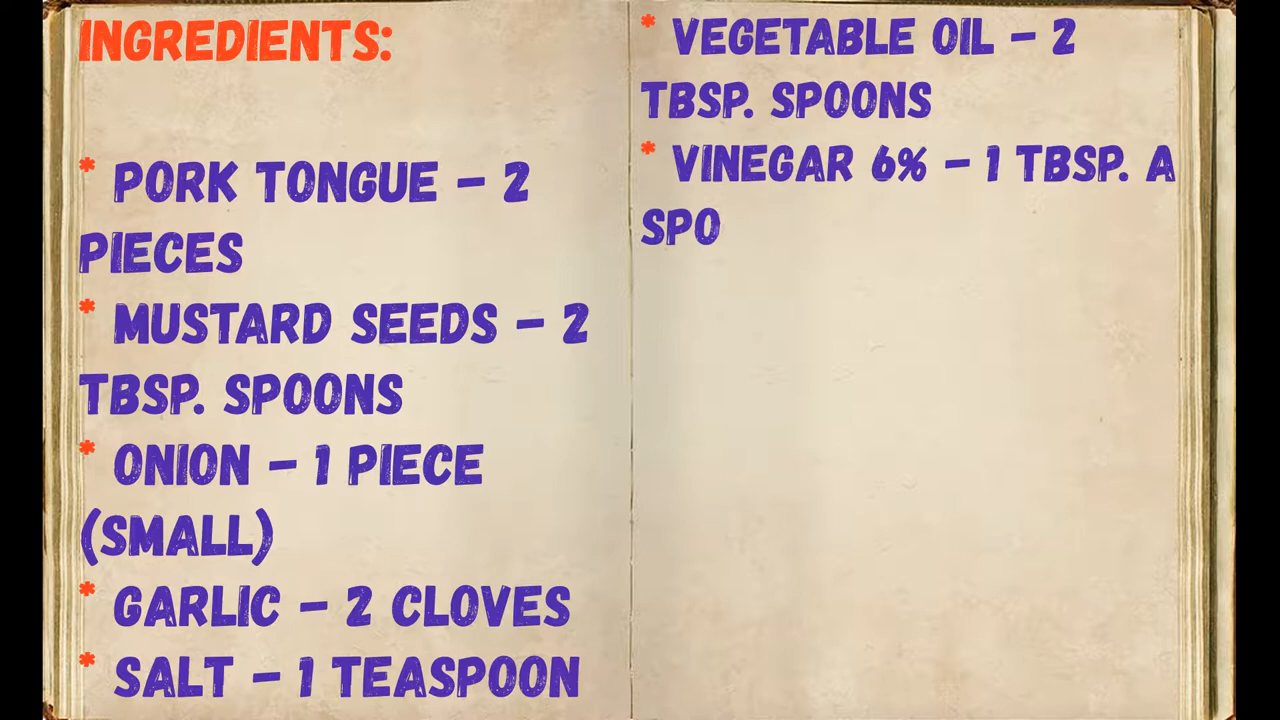 INGREDIENTS:
* PORK TONGUE – 2
PIECES
* MUSTARD SEEDS – 2
TBSP. SPOONS
* ONION – 1 PIECE
(SMALL)
* GARLIC – 2 CLOVES
* SALT – 1 TEASPOON
* VEGETABLE OIL – 2
TBSP. SPOONS
* VINEGAR 6% – 1 TBSP. A
SPO